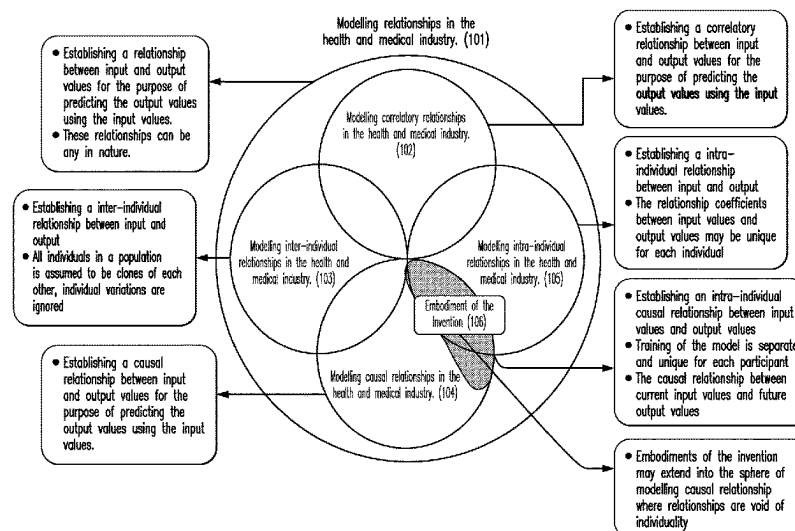 Modelling relationships in the
health and medical industry. (101)
• Establishing a relationship
between input and output
values for the purpose of
predicting the output values
using the input values.
• These relationships can be
any in nature.
• Establishing a correlatory
relationship between input
and output values for the
purpose of predicting the
output values using the input
values.
Modelling correlatory relationships
in the health and medical industry.
(102)
• Establishing a intra-
individual relationship
between input and output
• The relationship coefficients
between input values and
output values may be unique
for each individual
• Establishing a inter-individual
relationship between input and
output
• All individuals in a population
is assumed to be clones of each
other, individual variations are
ignored
Modelling inter-individual
relationships in the health and
medical industry. (103)
Modelling intra-individual
relationships in the health and
medical industry. (105)
Embodiment of the
invention (106)
• Establishing an intra-individual
causal relationship between input
values and output values
• Training of the model is separate
and unique for each participant
• The causal relationship between
current input values and future
output values
• Establishing a causal
relationship between input
and output values for the
purpose of predicting the
output values using the input
values.
Modelling causal relationships in the
health and medical industry. (104)
• Embodiments of the invention
may extend into the sphere of
modelling causal relationship
where relationships are void of
individuality